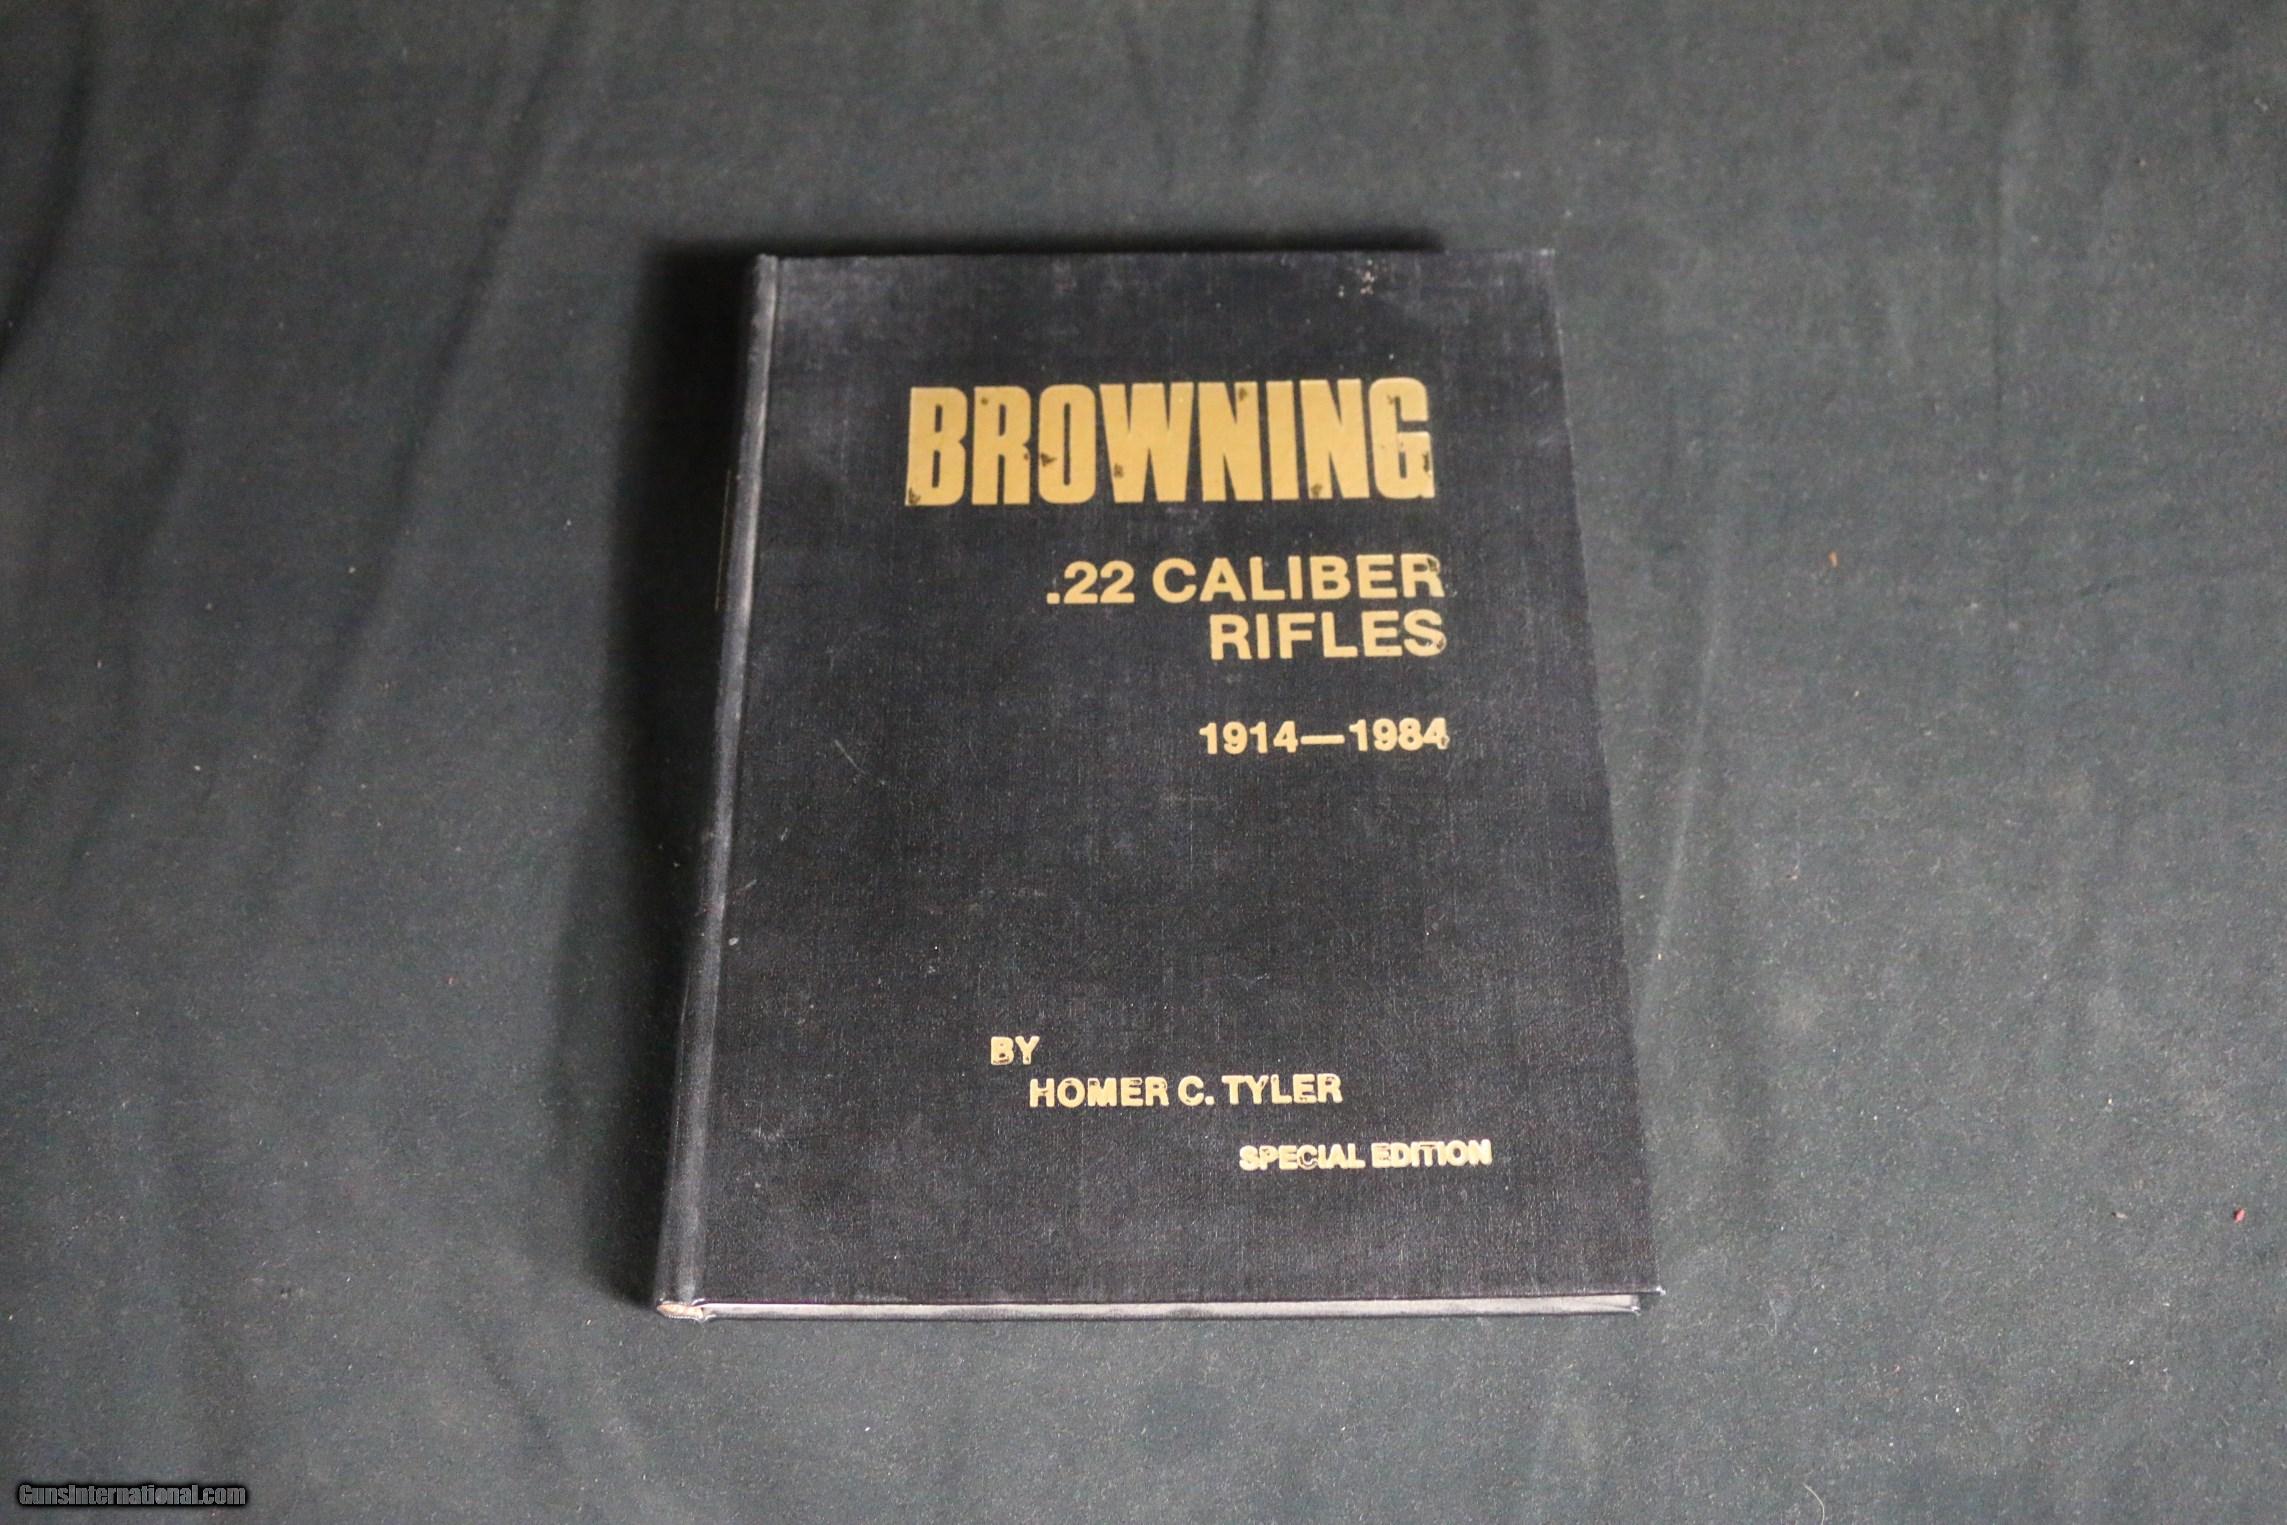 BROWNING
.22 CALIBER
RIFLES
1914—1984
BY
HOMER C. TYLER
SPECIAL EDITION
GunsInternational.com